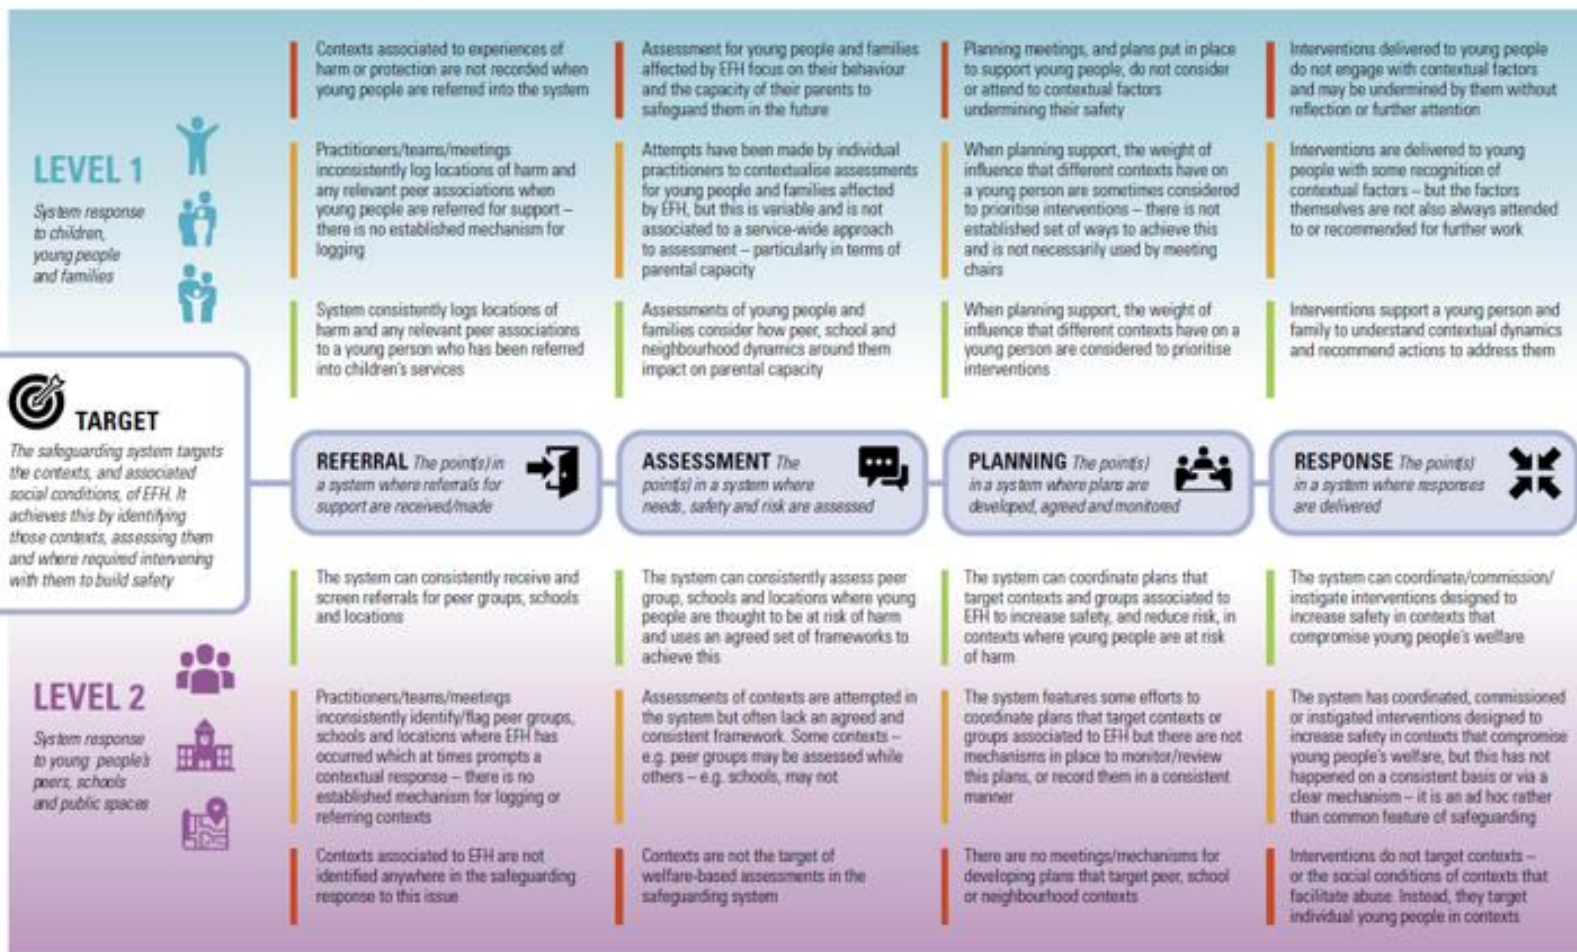 Contexts associated to experiences of
harm or protection are not recorded when
young people are referred into the system
Assessment for young people and families
affected by EFH focus on their behaviour
and the capacity of their parents to
safeguard them in the future
Planning meetings, and plans put in place
to support young people, do not consider
or attend to contextual factors
undermining their safety
Interventions delivered to young people
do not engage with contextual factors
and may be undermined by them without
reflection or further attention
LEVEL 1
System response
to children,
young people
and families
Practitioners/teams/meetings
inconsistently log locations of harm and
any relevant peer associations when
young people are referred for support –
there is no established mechanism for
logging
Attempts have been made by individual
practitioners to contextualise assessments
for young people and families affected
by EFH, but this is variable and is not
associated to a service-wide approach
to assessment – particularly in terms of
parental capacity
When planning support, the weight of
influence that different contexts have on
a young person are sometimes considered
to prioritise interventions – there is not
established set of ways to achieve this
and is not necessarily used by meeting
chairs
Interventions are delivered to young
people with some recognition of
contextual factors – but the factors
themselves are not also always attended
to or recommended for further work
System consistently logs locations of
harm and any relevant peer associations
to a young person who has been referred
into children's services
Assessments of young people and
families consider how peer, school and
neighbourhood dynamics around them
impact on parental capacity
When planning support, the weight of
influence that different contexts have on a
young person are considered to prioritise
interventions
Interventions support a young person and
family to understand contextual dynamics
and recommend actions to address them
TARGET
The safeguarding system targets
the contexts, and associated
social conditions, of EFH. It
achieves this by identifying
those contexts, assessing them
and where required intervening
with them to build safety
REFERRAL The point(s) in
a system where referrals for
support are received/made
ASSESSMENT The
point(s) in a system where
needs, safety and risk are assessed
PLANNING The point(s)
in a system where plans are
developed, agreed and monitored
RESPONSE The point(s)
in a system where responses
are delivered
The system can consistently receive and
screen referrals for peer groups, schools
and locations
The system can consistently assess peer
group, schools and locations where young
people are thought to be at risk of harm
and uses an agreed set of frameworks to
achieve this
The system can coordinate plans that
target contexts and groups associated to
EFH to increase safety, and reduce risk, in
contexts where young people are at risk
of harm
The system can coordinate/commission/
instigate interventions designed to
increase safety in contexts that
compromise young people's welfare
LEVEL 2
System response
to young people's
peers, schools
and public spaces
Practitioners/teams/meetings
inconsistently identify/flag peer groups,
schools and locations where EFH has
occurred which at times prompts a
contextual response – there is no
established mechanism for logging or
referring contexts
Assessments of contexts are attempted in
the system but often lack an agreed and
consistent framework. Some contexts –
e.g. peer groups may be assessed while
others – e.g. schools, may not
The system features some efforts to
coordinate plans that target contexts or
groups associated to EFH but there are not
mechanisms in place to monitor/review
this plans, or record them in a consistent
manner
The system has coordinated, commissioned
or instigated interventions designed to
increase safety in contexts that compromise
young people's welfare, but this has not
happened on a consistent basis or via a
clear mechanism – it is an ad hoc rather
than common feature of safeguarding
Contexts associated to EFH are not
identified anywhere in the safeguarding
response to this issue
Contexts are not the target of
welfare-based assessments in the
safeguarding system
There are no meetings/mechanisms for
developing plans that target peer, school
or neighbourhood contexts
Interventions do not target contexts –
or the social conditions of contexts that
facilitate abuse. Instead, they target
individual young people in contexts